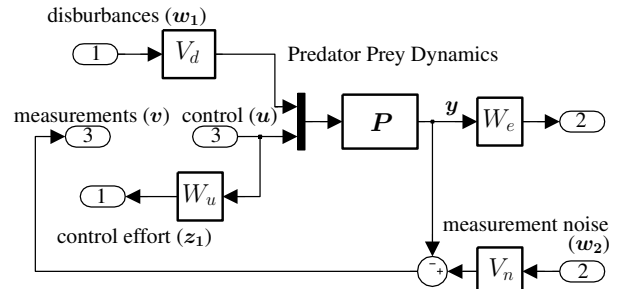 disburbances (w₁)
1
V_d
Predator Prey Dynamics
measurements (v)
control (u)
3
3
P
y
W_e
2
1
W_u
control effort (z₁)
measurement noise
(w₂)
-
+
V_n
2